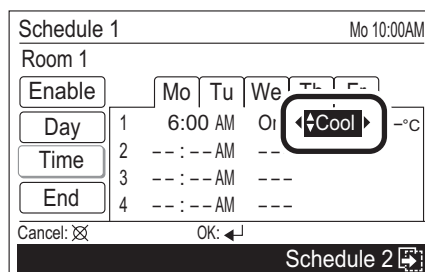 Schedule 1 Mo 10:00AM
Room 1
Enable Mo Tu We
Day 1 6:00 AM Cool –°C
Time 2 --:--AM --
3 --:--AM ---
End 4 --:--AM ---
Cancel: OK:
Schedule 2